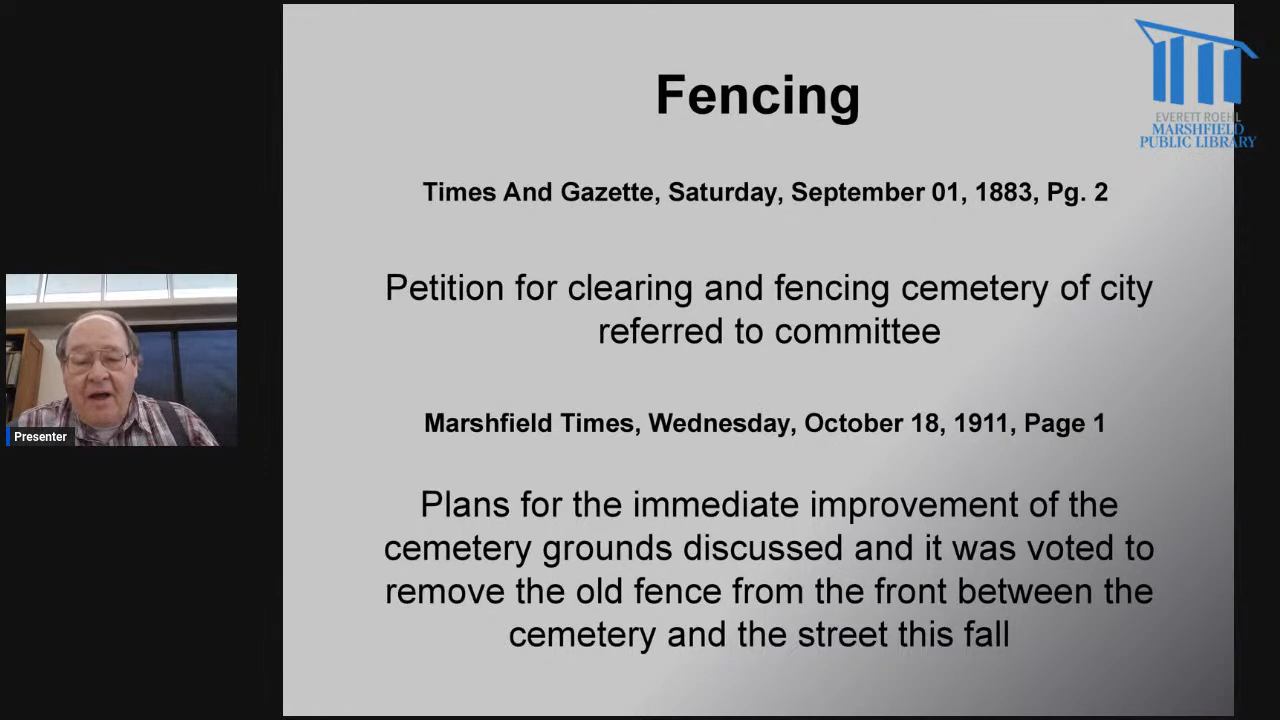 Fencing
EVERETT ROEHL
MARSHFIELD
PUBLIC LIBRARY
Times And Gazette, Saturday, September 01, 1883, Pg. 2
Petition for clearing and fencing cemetery of city
referred to committee
Marshfield Times, Wednesday, October 18, 1911, Page 1
Presenter
Plans for the immediate improvement of the
cemetery grounds discussed and it was voted to
remove the old fence from the front between the
cemetery and the street this fall